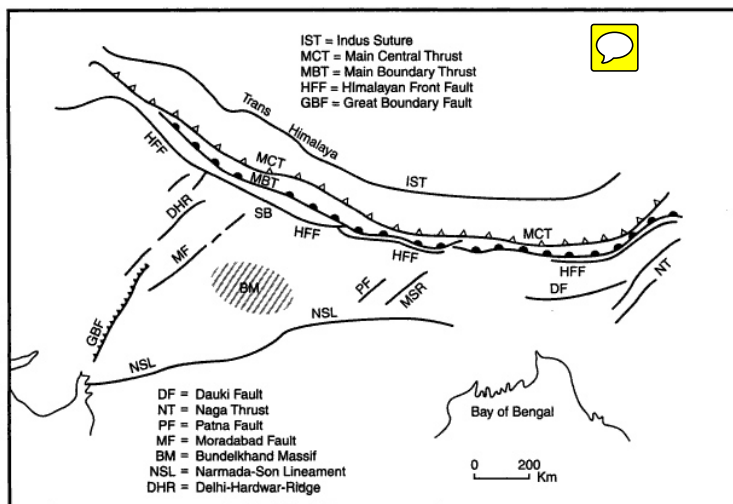 IST = Indus Suture
MCT = Main Central Thrust
MBT = Main Boundary Thrust
HFF = HImalayan Front Fault
GBF = Great Boundary Fault
Trans Himalaya
HFF
MCT
MBT
IST
DHR
SB
HFF
MCT
MF
HFF
HFF
NT
BM
PF
MSR
DF
GBF
NSL
NSL
DF = Dauki Fault
NT = Naga Thrust
PF = Patna Fault
MF = Moradabad Fault
BM = Bundelkhand Massif
NSL = Narmada-Son Lineament
DHR = Delhi-Hardwar-Ridge
Bay of Bengal
0 200
Km